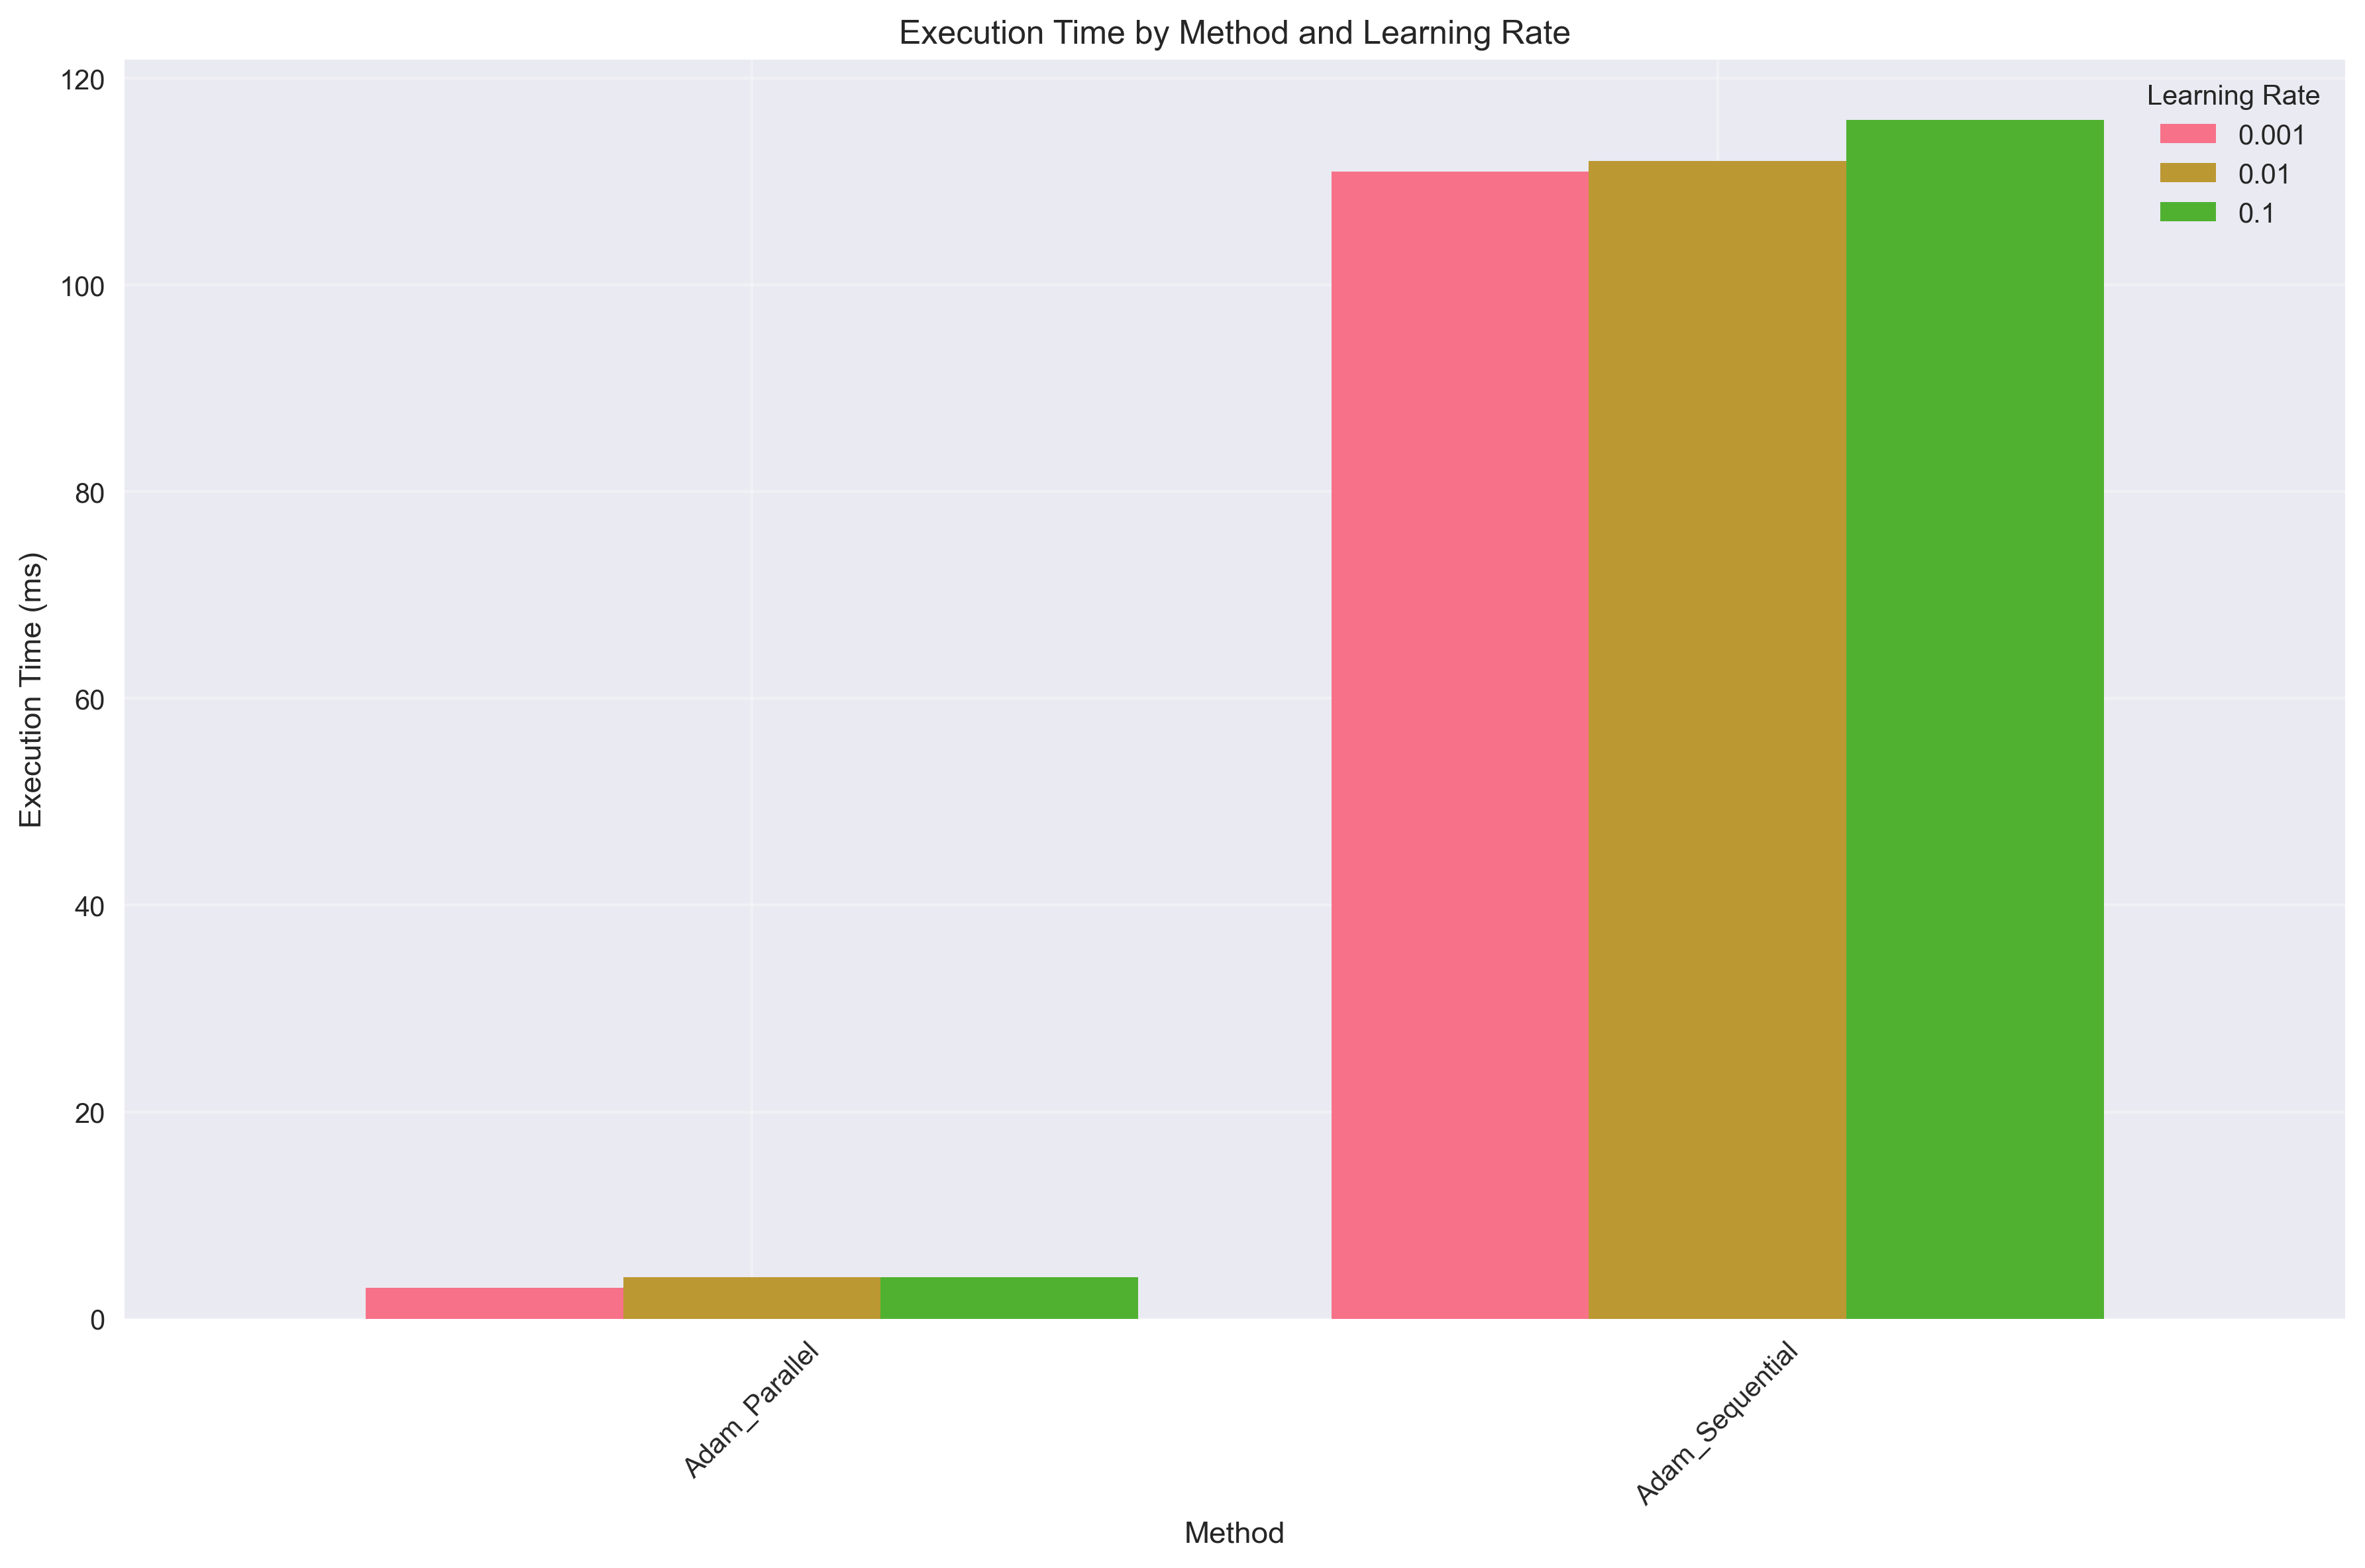 Execution Time by Method and Learning Rate
Execution Time (ms)
120
100
80
60
40
20
0
Learning Rate
0.001
0.01
0.1
Adam_Parallel
Adam_Sequential
Method